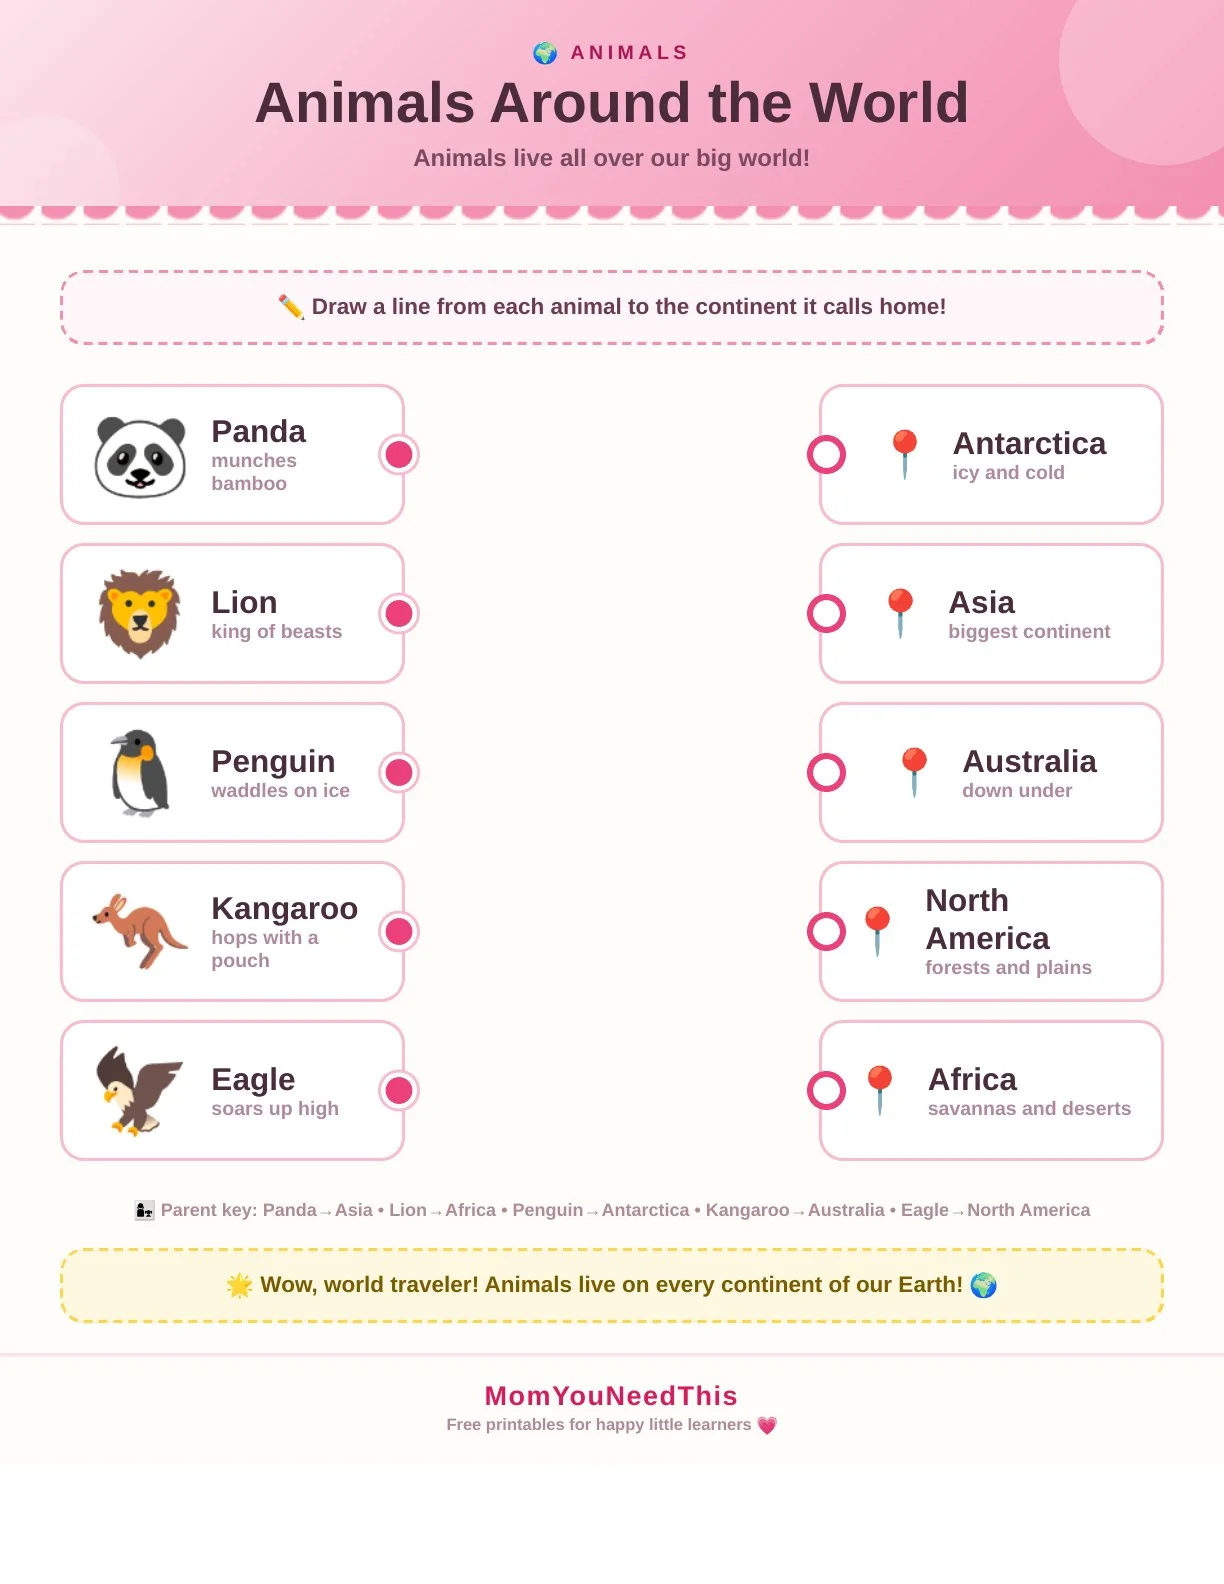 🌍 ANIMALS
Animals Around the World
Animals live all over our big world!
✏️ Draw a line from each animal to the continent it calls home!
Panda
munches
bamboo
Antarctica
icy and cold
Lion
king of beasts
Asia
biggest continent
Penguin
waddles on ice
Australia
down under
Kangaroo
hops with a
pouch
North
America
forests and plains
Eagle
soars up high
Africa
savannas and deserts
👩‍👧 Parent key: Panda→Asia • Lion→Africa • Penguin→Antarctica • Kangaroo→Australia • Eagle→North America
🌟 Wow, world traveler! Animals live on every continent of our Earth! 🌍
MomYouNeedThis
Free printables for happy little learners 💗